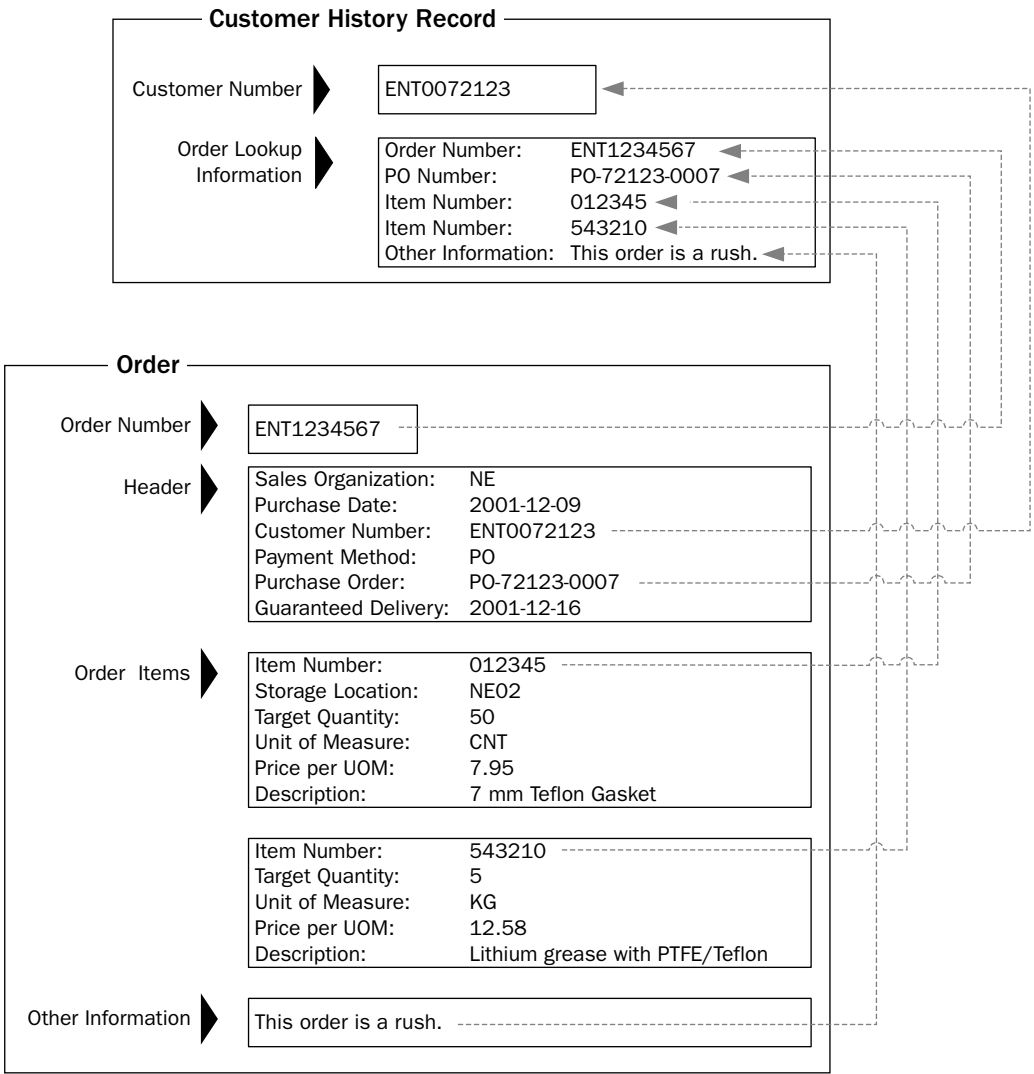 Customer History Record
Customer Number ENT0072123
Order Lookup Information
Order Number: ENT1234567
PO Number: PO-72123-0007
Item Number: 012345
Item Number: 543210
Other Information: This order is a rush.
Order
Order Number ENT1234567
Header
Sales Organization: NE
Purchase Date: 2001-12-09
Customer Number: ENT0072123
Payment Method: PO
Purchase Order: PO-72123-0007
Guaranteed Delivery: 2001-12-16
Order Items
Item Number: 012345
Storage Location: NE02
Target Quantity: 50
Unit of Measure: CNT
Price per UOM: 7.95
Description: 7 mm Teflon Gasket
Item Number: 543210
Target Quantity: 5
Unit of Measure: KG
Price per UOM: 12.58
Description: Lithium grease with PTFE/Teflon
Other Information This order is a rush.